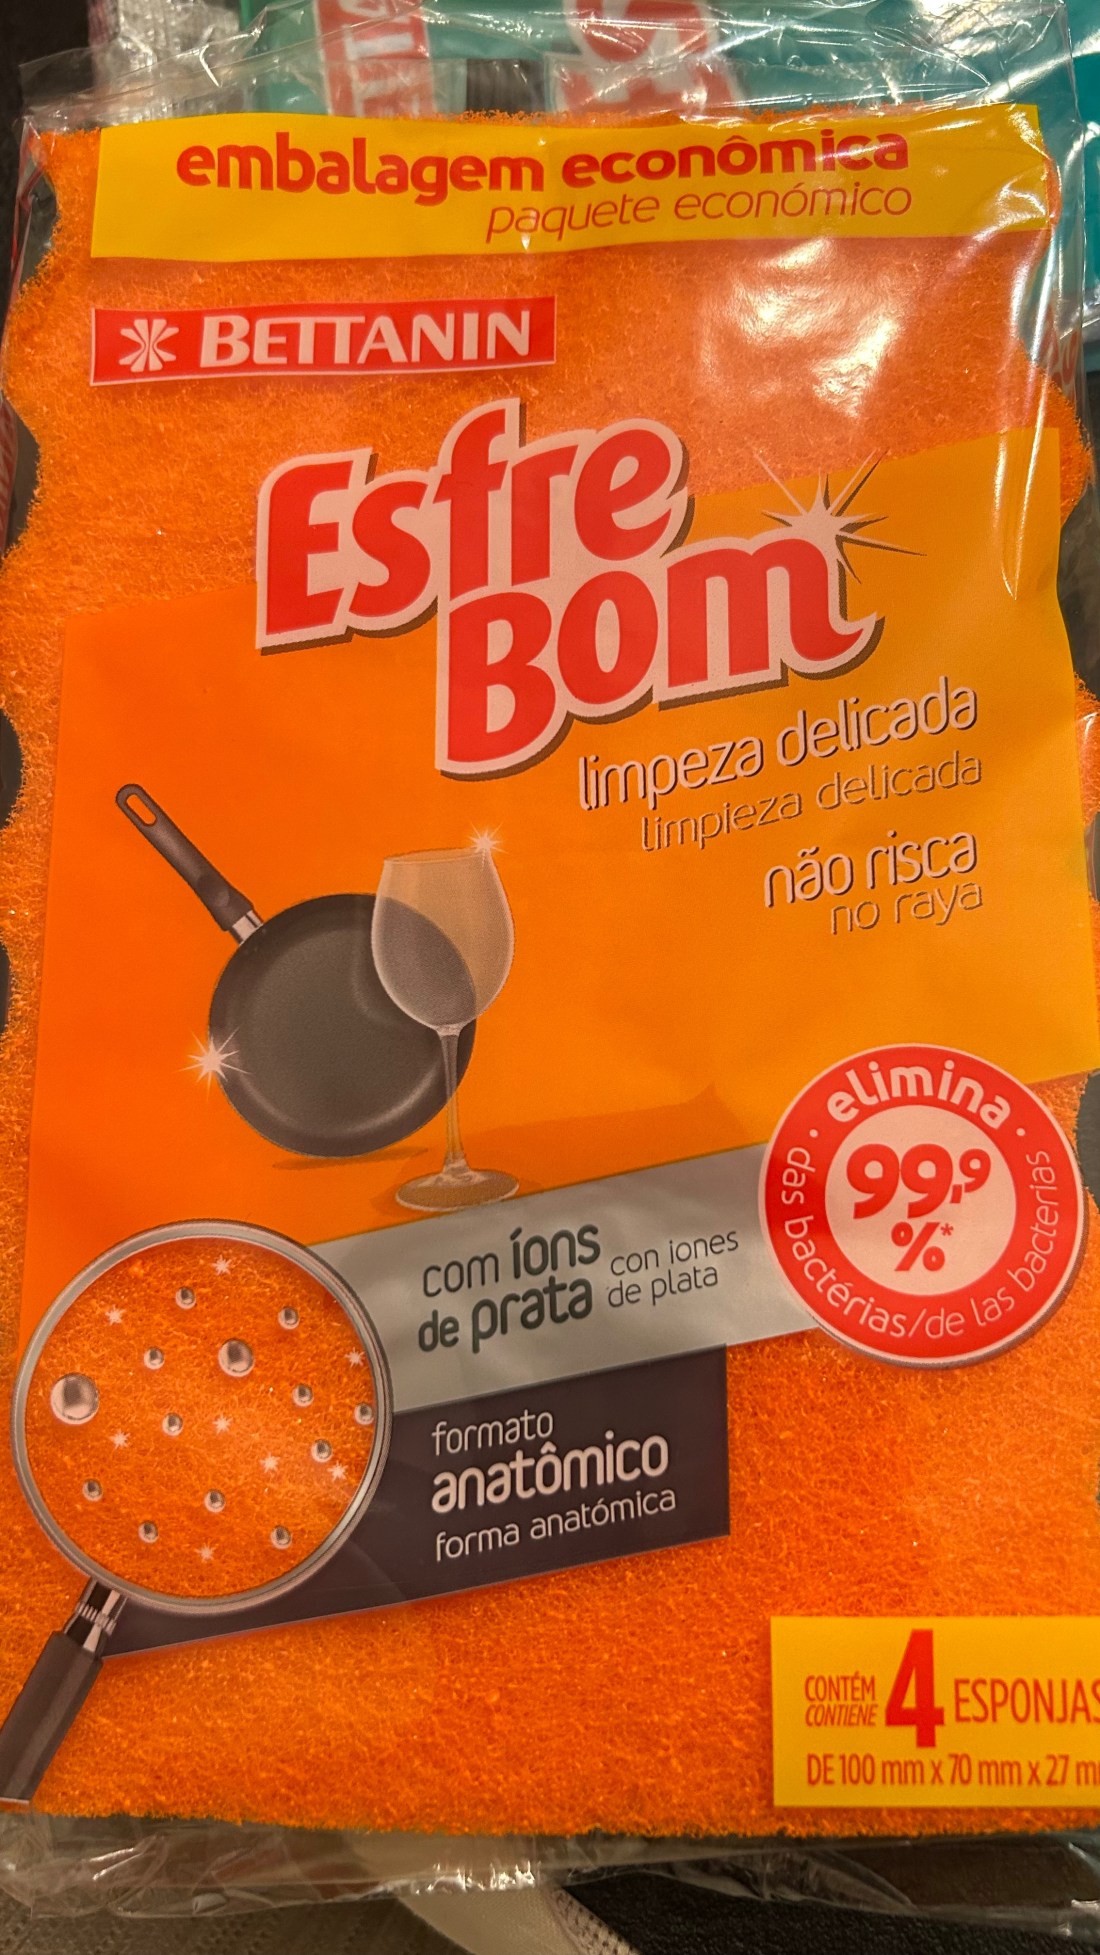 embalagem econômica
paquete económico
BETTANIN
Esfre
Bom
limpeza delicada
limpieza delicada
não risca
no raya
elimina
99,9
%*
das bactérias/de las bacterias
com íons
de prata
con iones
de plata
formato
anatômico
forma anatómica
CONTÉM
CONTIENE
4 ESPONJAS
DE 100 mm x 70 mm x 27 m